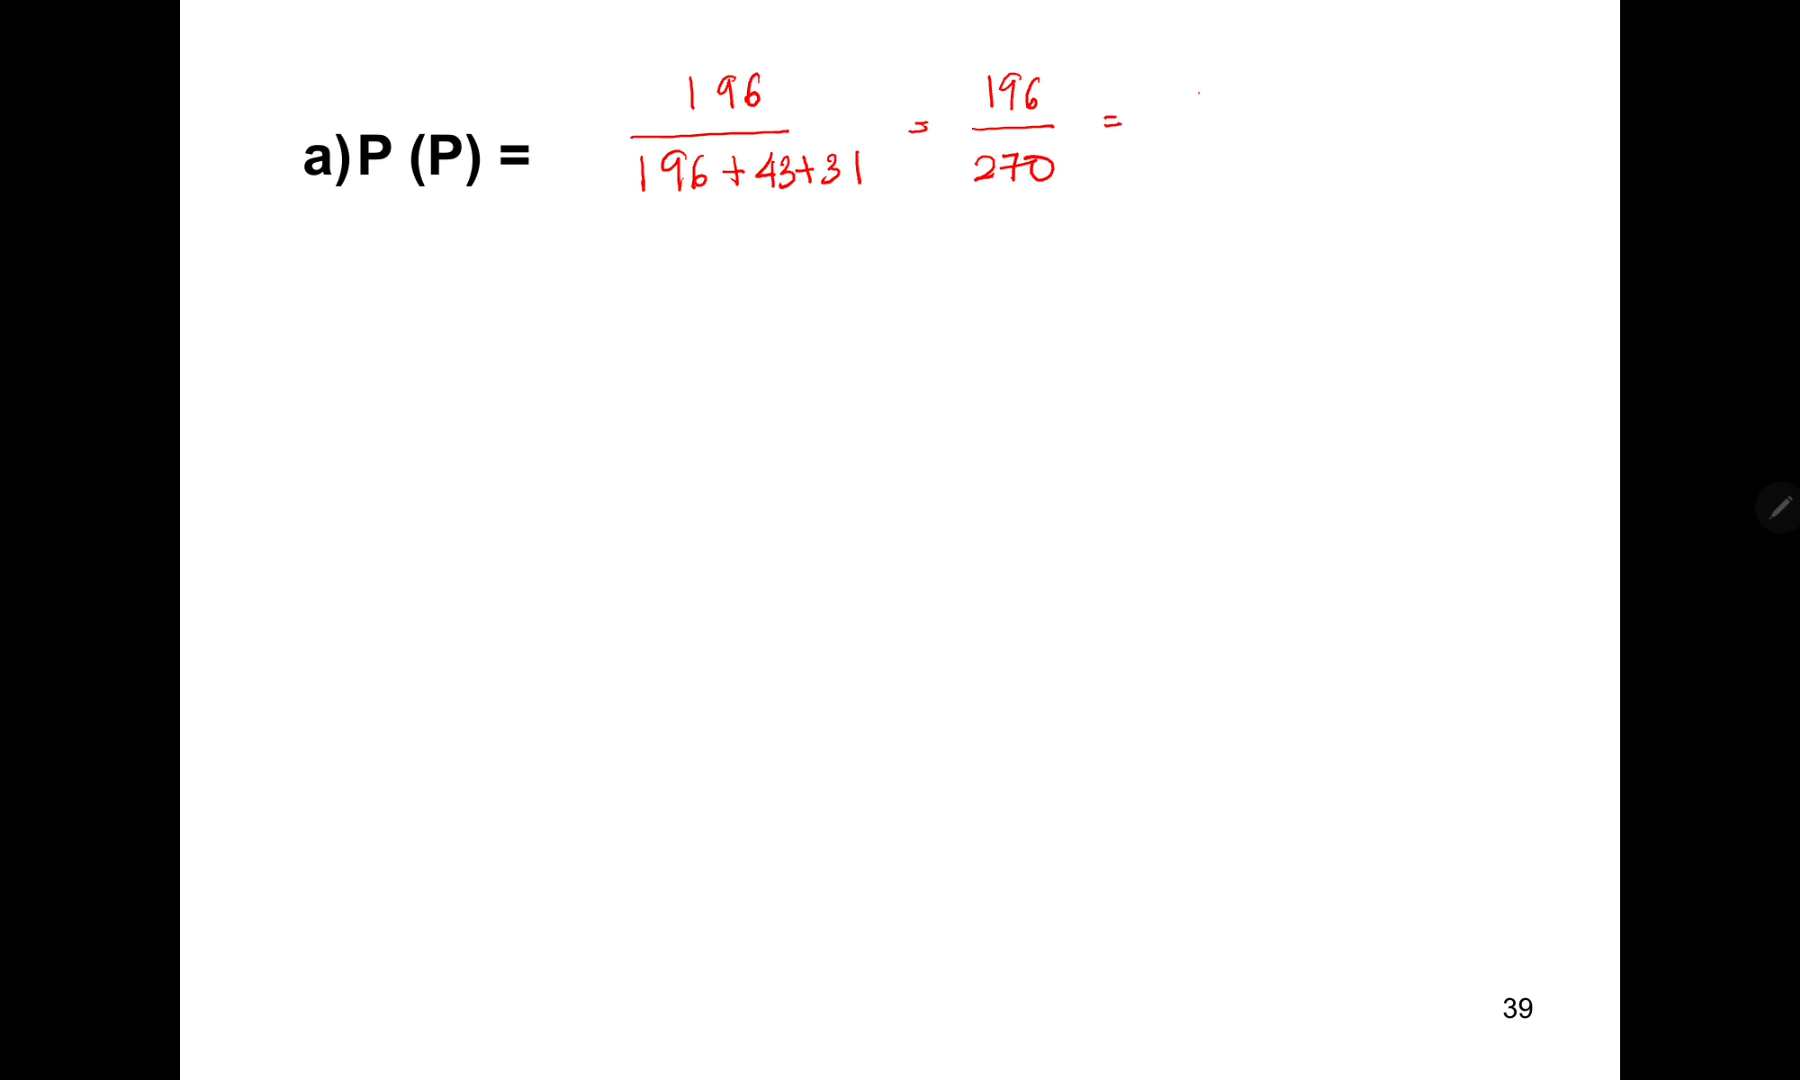 196 196
a) P (P) = ――― = ――― =
196+43+31 270
39